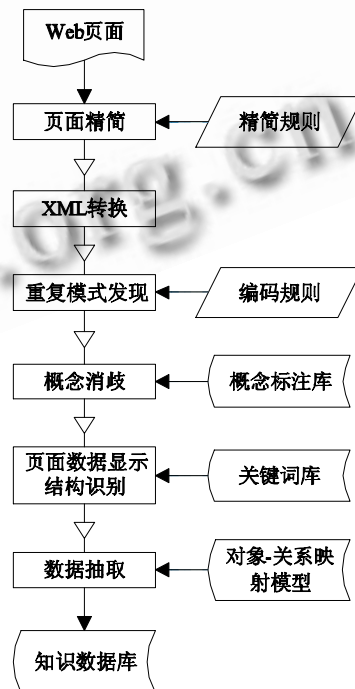 Web页面
页面精简
精简规则
XML转换
重复模式发现
编码规则
概念消歧
概念标注库
页面数据显示
结构识别
关键词库
数据抽取
对象-关系映
射模型
知识数据库
.org.cn